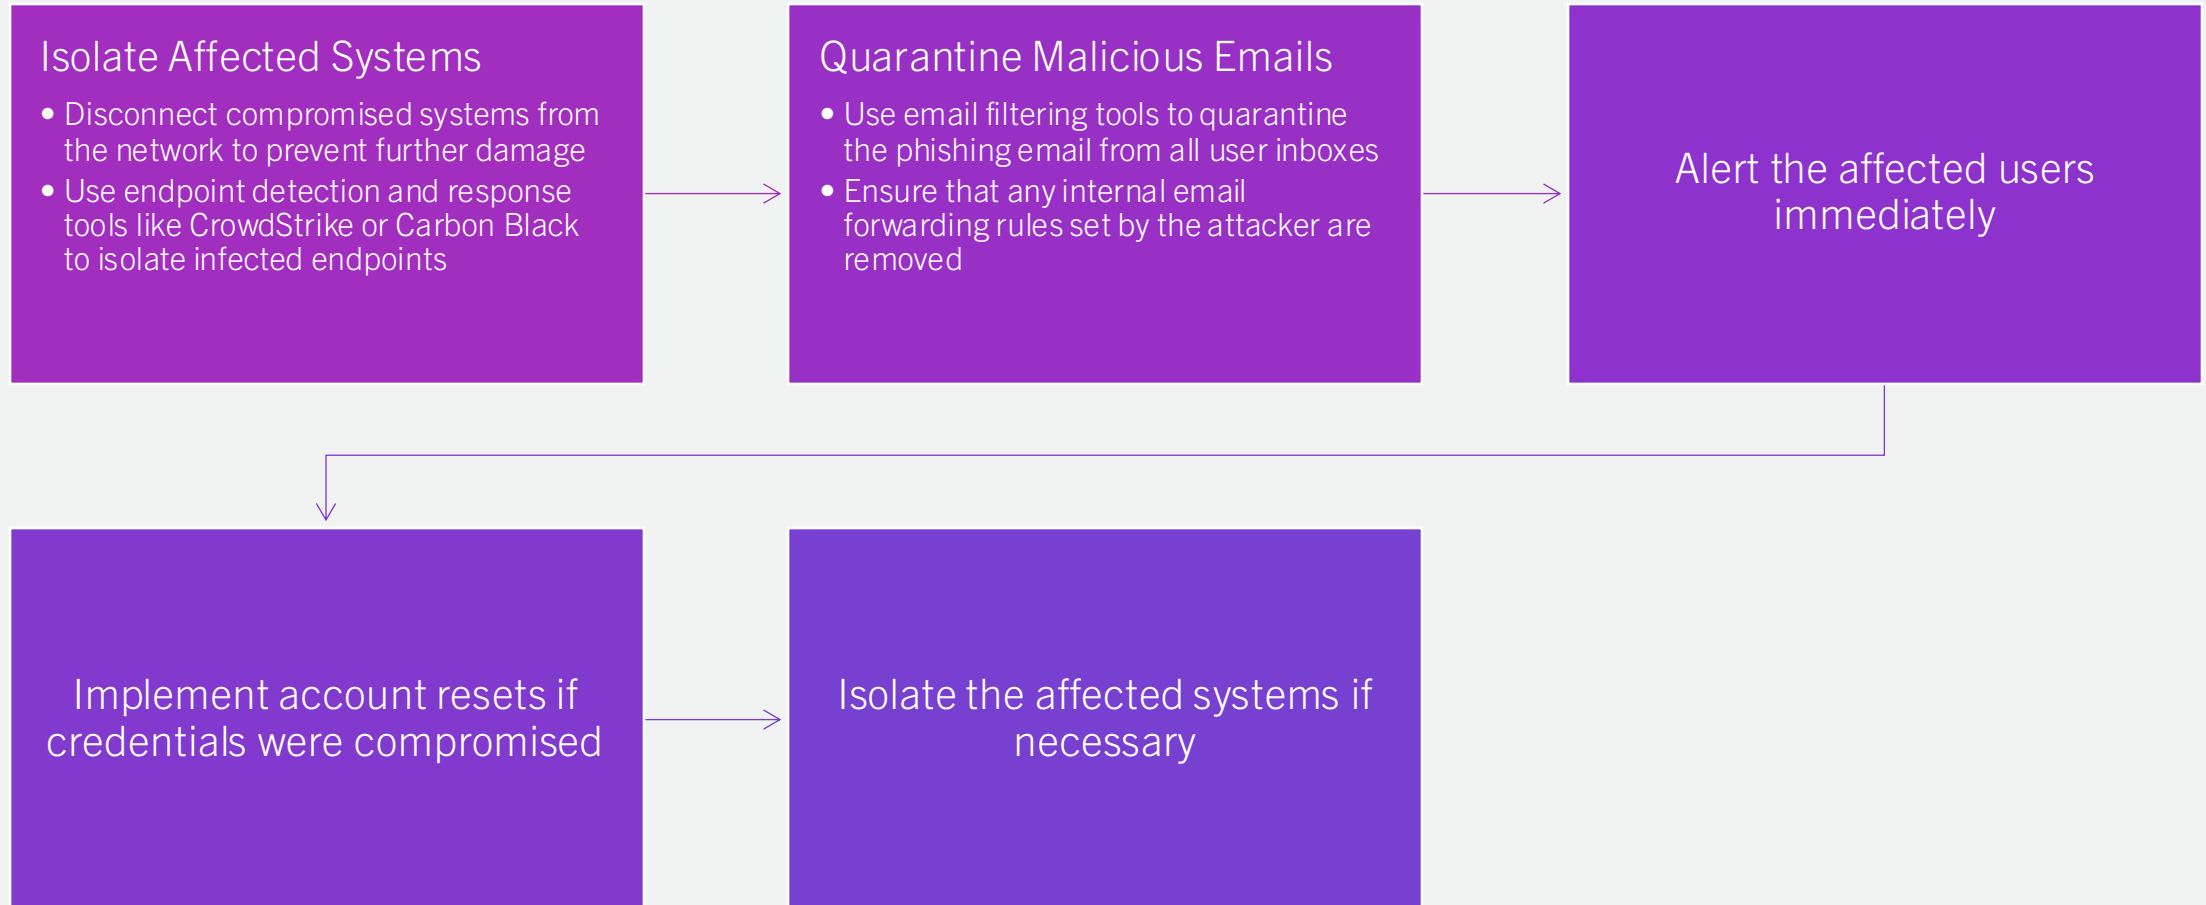 Isolate Affected Systems
• Disconnect compromised systems from
the network to prevent further damage
• Use endpoint detection and response
tools like CrowdStrike or Carbon Black
to isolate infected endpoints
Quarantine Malicious Emails
• Use email filtering tools to quarantine
the phishing email from all user inboxes
• Ensure that any internal email
forwarding rules set by the attacker are
removed
Alert the affected users
immediately
Implement account resets if
credentials were compromised
Isolate the affected systems if
necessary